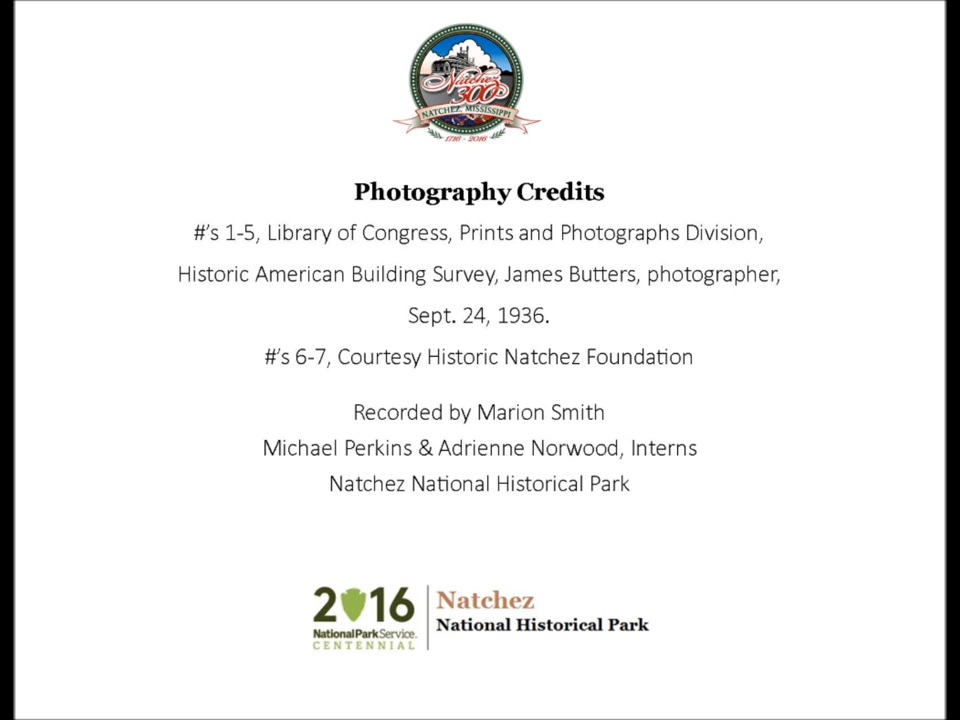 Natchez
300
NATCHEZ, MISSISSIPPI
1716 - 2016
Photography Credits
#'s 1-5, Library of Congress, Prints and Photographs Division,
Historic American Building Survey, James Butters, photographer,
Sept. 24, 1936.
#'s 6-7, Courtesy Historic Natchez Foundation
Recorded by Marion Smith
Michael Perkins & Adrienne Norwood, Interns
Natchez National Historical Park
2016
National Park Service
CENTENNIAL
Natchez
National Historical Park